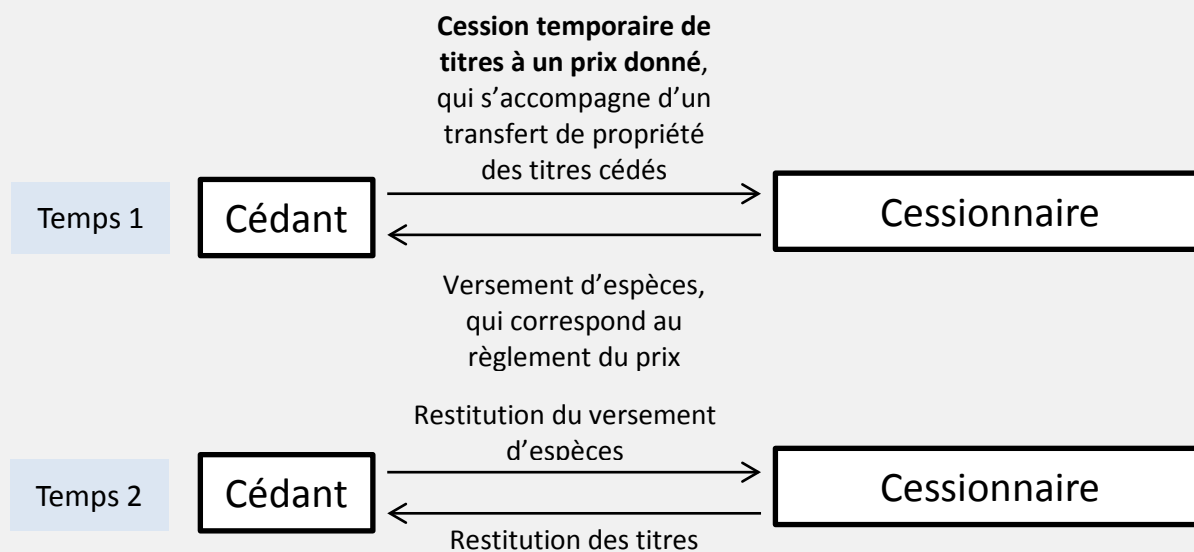 Cession temporaire de
titres à un prix donné,
qui s’accompagne d’un
transfert de propriété
des titres cédés
Temps 1
Cédant
Cessionnaire
Versement d’espèces,
qui correspond au
règlement du prix
Restitution du versement
d’espèces
Temps 2
Cédant
Cessionnaire
Restitution des titres